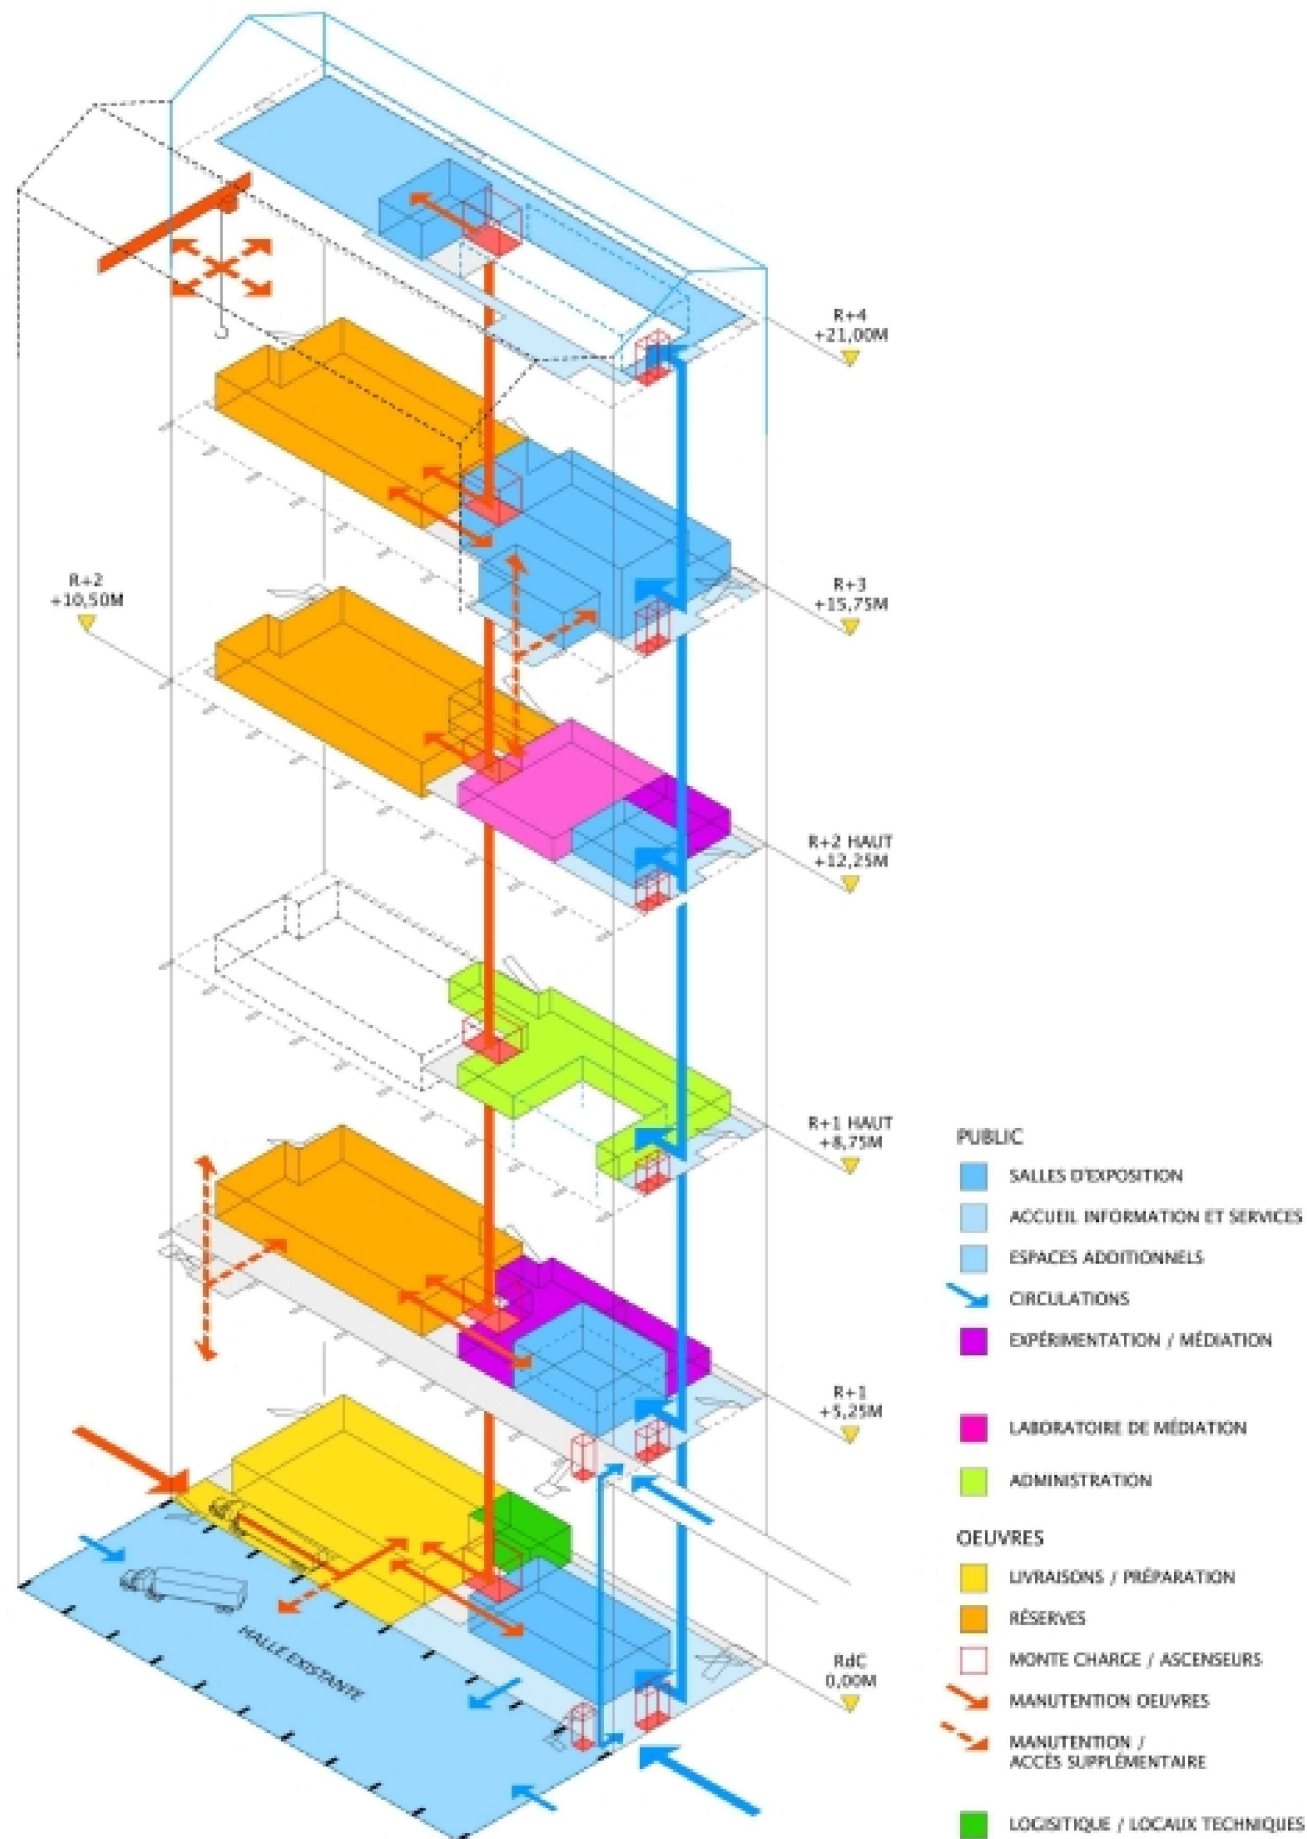 R+4
+21,00M
R+3
+15,75M
R+2
+10,50M
R+2 HAUT
+12,25M
R+1 HAUT
+8,75M
R+1
+5,25M
RdC
0,00M
HALLE EXISTANTE
PUBLIC
SALLES D'EXPOSITION
ACCUEIL INFORMATION ET SERVICES
ESPACES ADDITIONNELS
CIRCULATIONS
EXPÉRIMENTATION / MÉDIATION
LABORATOIRE DE MÉDIATION
ADMINISTRATION
OEUVRES
LIVRAISONS / PRÉPARATION
RÉSERVES
MONTE CHARGE / ASCENSEURS
MANUTENTION OEUVRES
MANUTENTION /
ACCÈS SUPPLÉMENTAIRE
LOGISITIQUE / LOCAUX TECHNIQUES